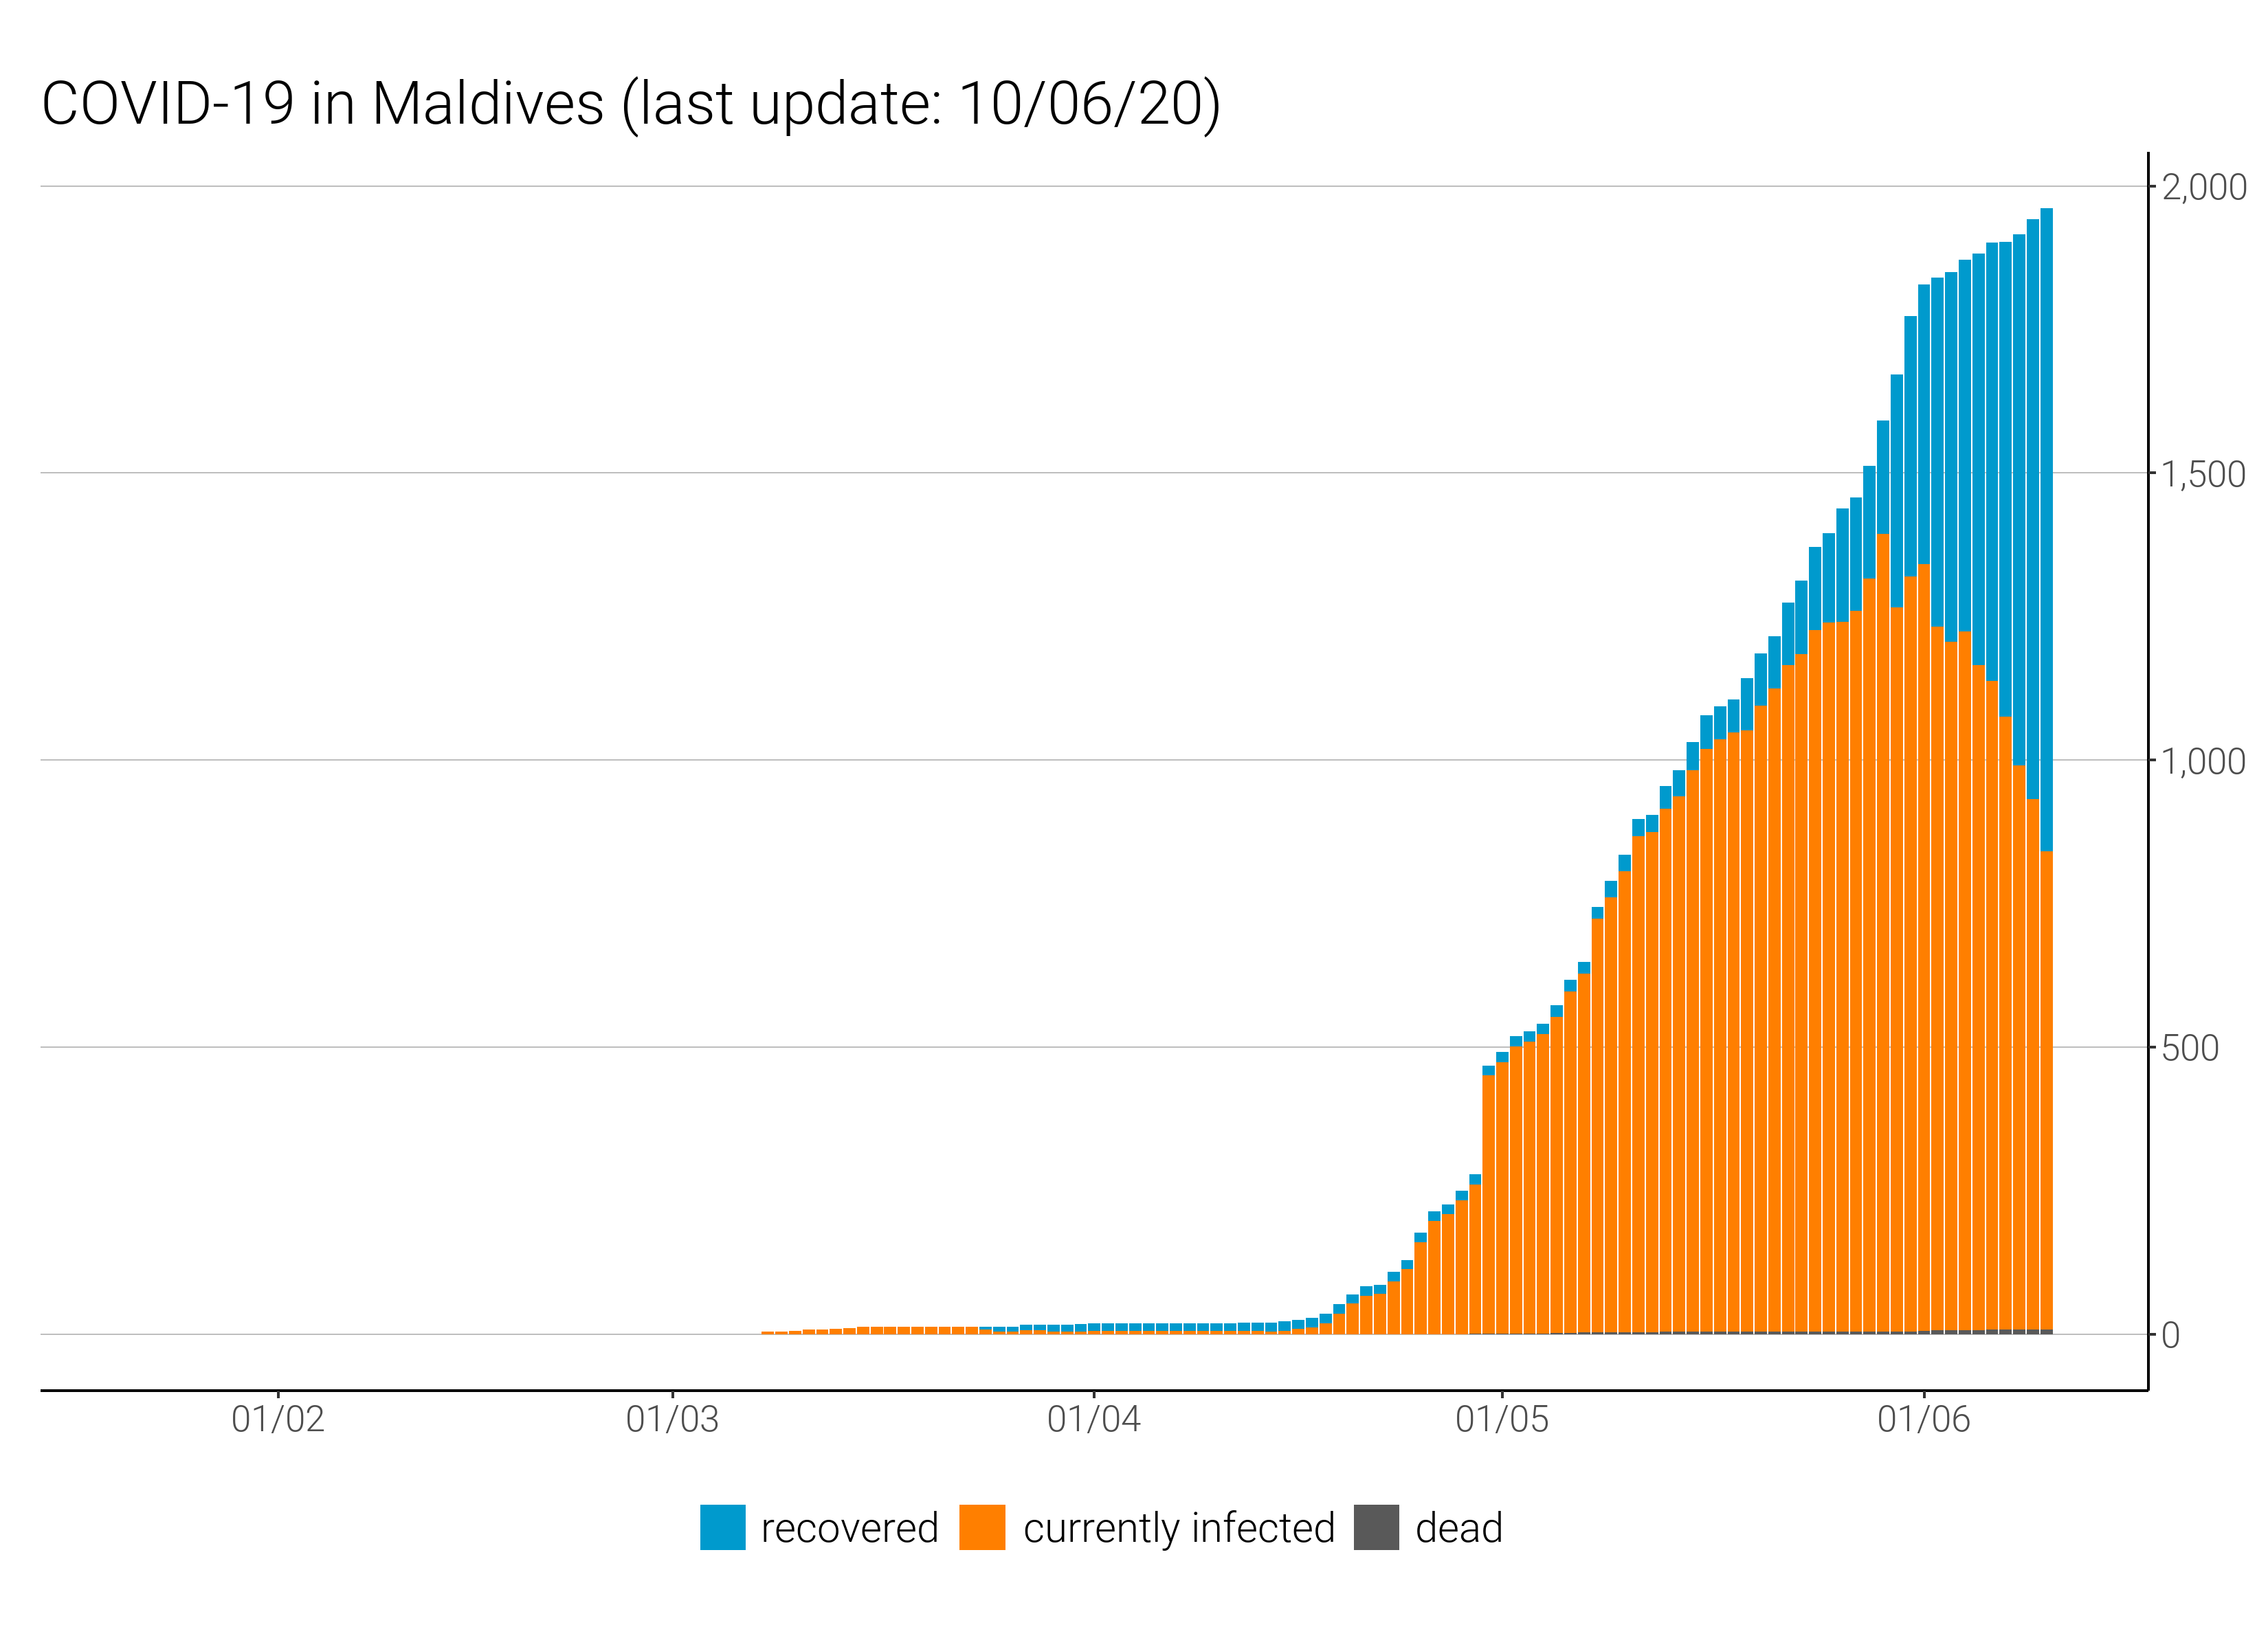 COVID-19 in Maldives (last update: 10/06/20)
2,000
1,500
1,000
500
0
01/02 01/03 01/04 01/05 01/06
recovered currently infected dead